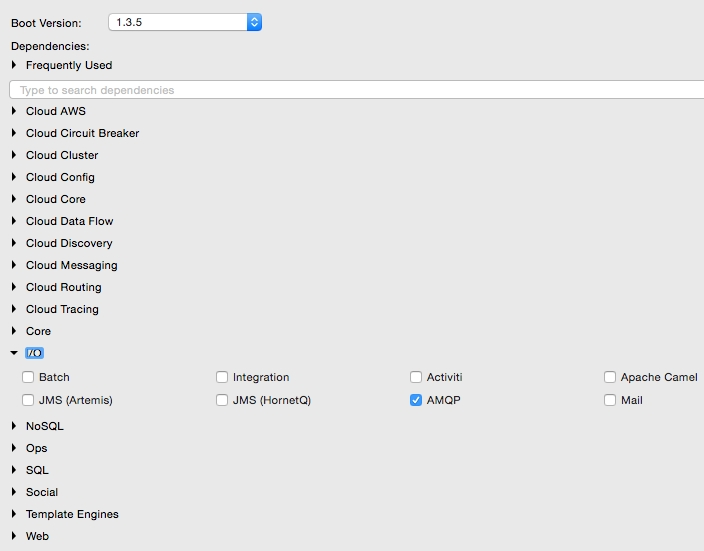 Boot Version: 1.3.5
Dependencies:
Frequently Used
Type to search dependencies
Cloud AWS
Cloud Circuit Breaker
Cloud Cluster
Cloud Config
Cloud Core
Cloud Data Flow
Cloud Discovery
Cloud Messaging
Cloud Routing
Cloud Tracing
Core
I/O
Batch Integration Activiti Apache Camel
JMS (Artemis) JMS (HornetQ) AMQP Mail
NoSQL
Ops
SQL
Social
Template Engines
Web